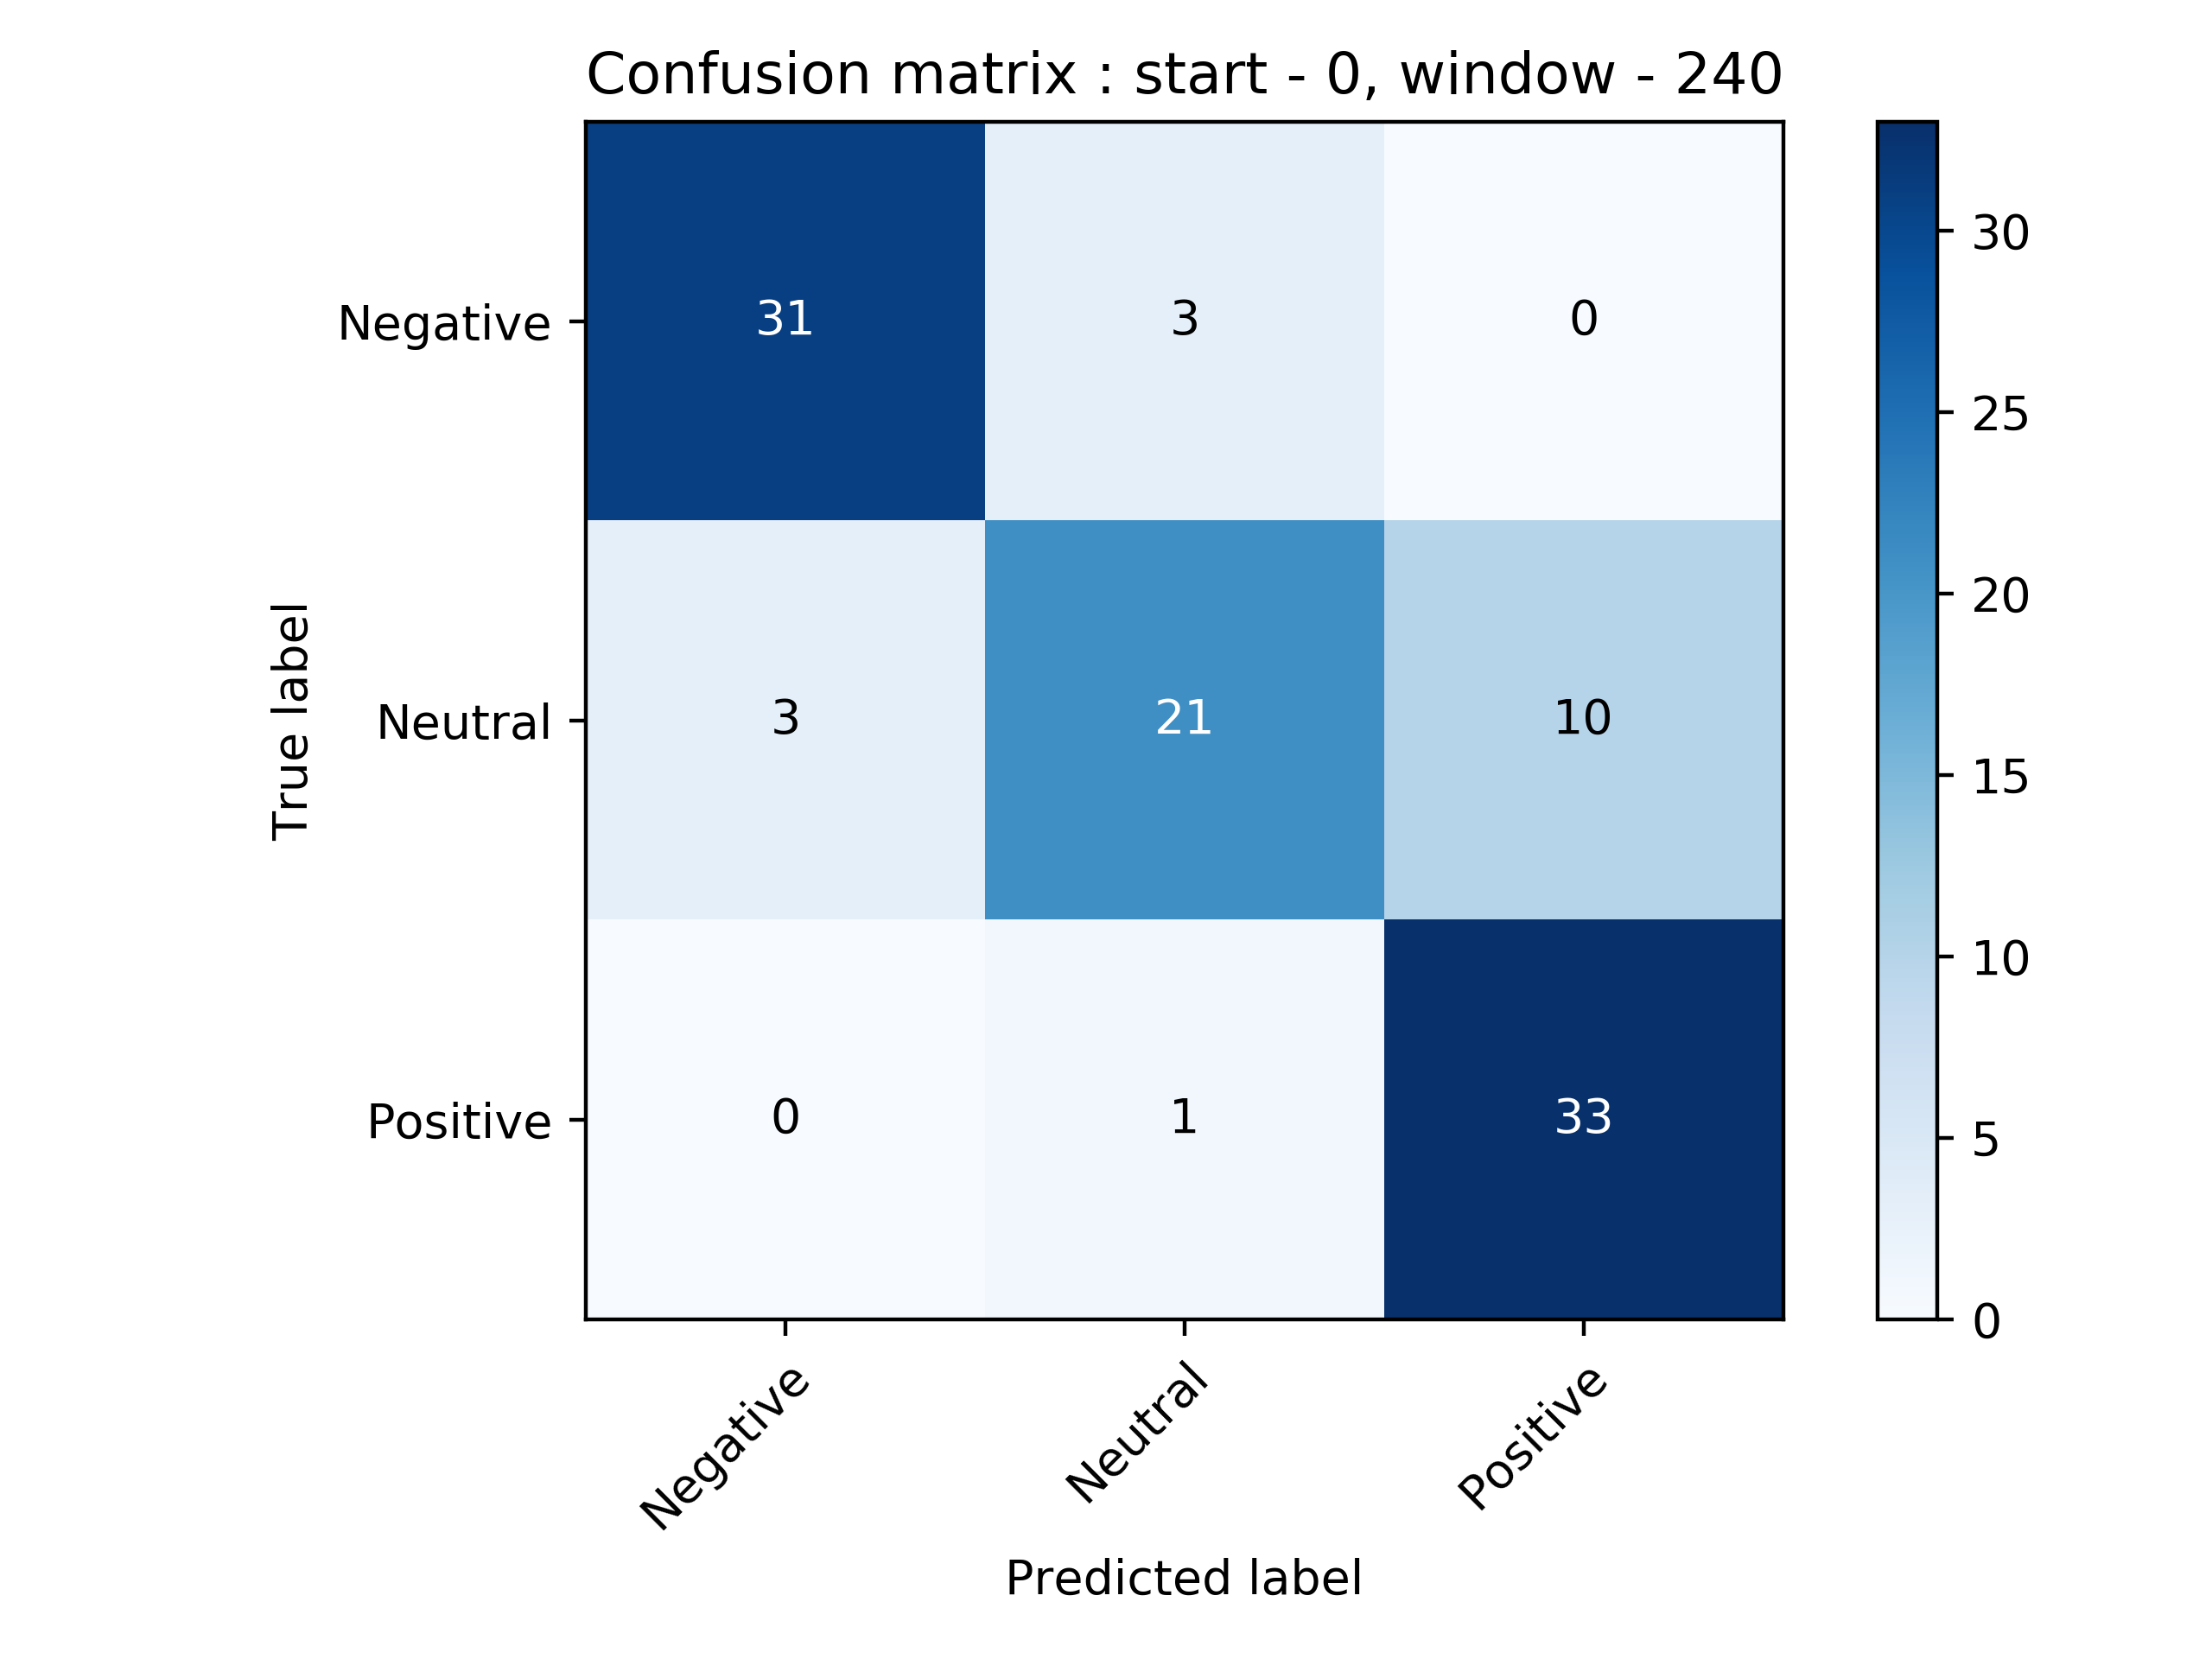 Confusion matrix : start - 0, window - 240
True label
Negative
31
3
0
Neutral
3
21
10
Positive
0
1
33
Negative
Neutral
Positive
Predicted label
30
25
20
15
10
5
0